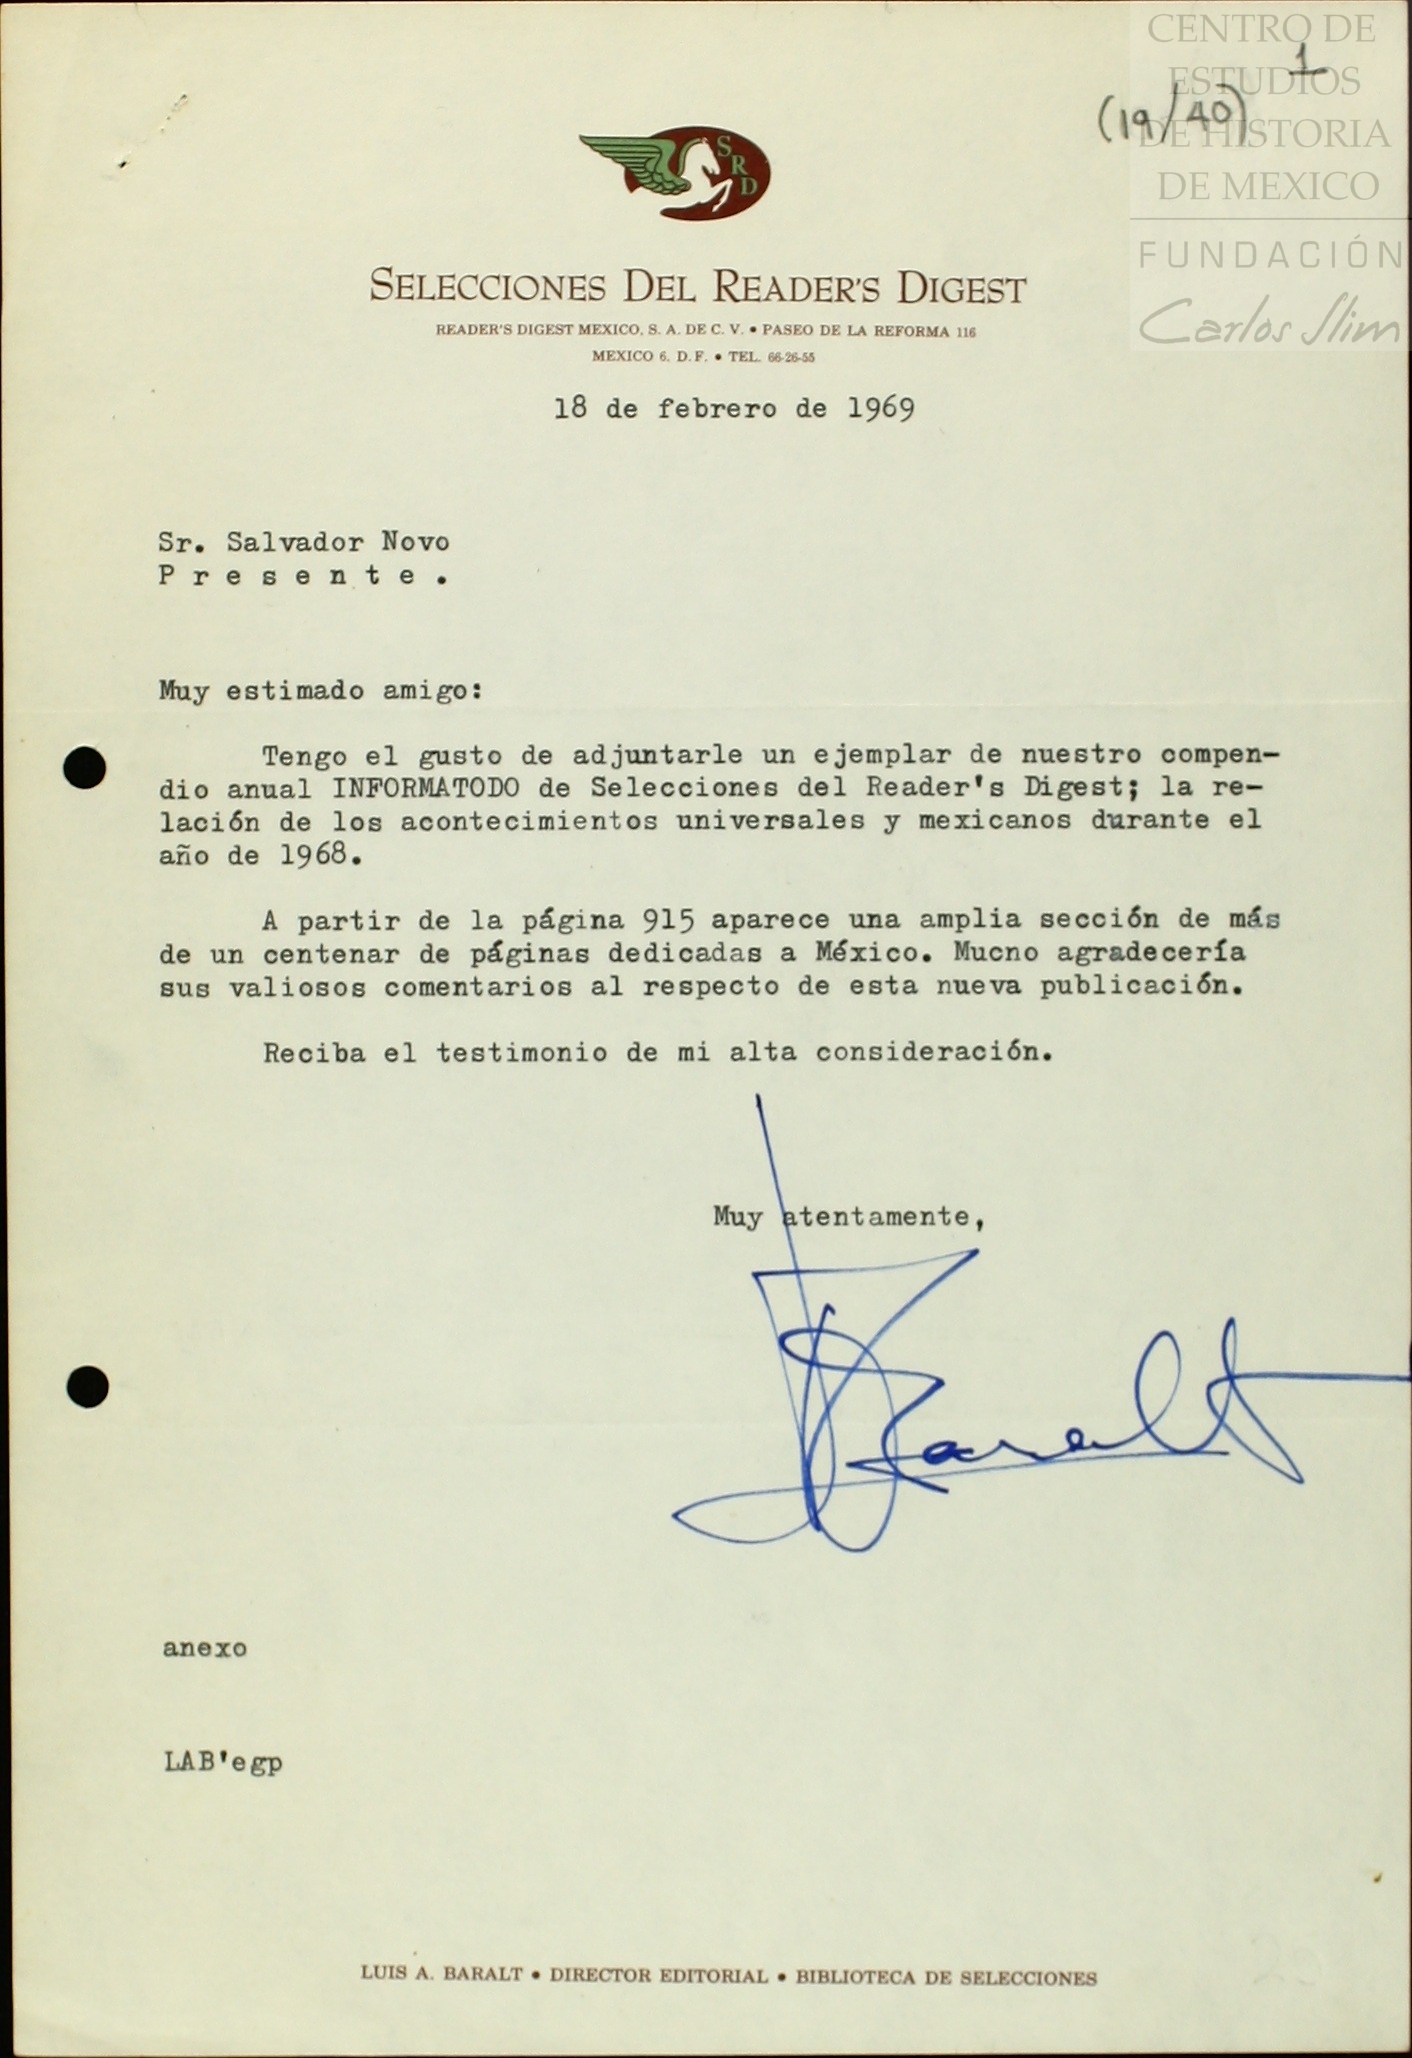 CENTRO DE
ESTUDIOS
DE HISTORIA
DE MEXICO
FUNDACIÓN
Carlos Slim
1
(19/40)
SRD
SELECCIONES DEL READER'S DIGEST
READER'S DIGEST MEXICO, S. A. DE C. V. • PASEO DE LA REFORMA 116
MEXICO 6, D. F. • TEL. 66-26-55
18 de febrero de 1969
Sr. Salvador Novo
P r e s e n t e .
Muy estimado amigo:
Tengo el gusto de adjuntarle un ejemplar de nuestro compen-
dio anual INFORMATODO de Selecciones del Reader's Digest; la re-
lación de los acontecimientos universales y mexicanos durante el
año de 1968.
A partir de la página 915 aparece una amplia sección de más
de un centenar de páginas dedicadas a México. Mucno agradecería
sus valiosos comentarios al respecto de esta nueva publicación.
Reciba el testimonio de mi alta consideración.
Muy atentamente,
Baralt
anexo
LAB'egp
LUIS A. BARALT • DIRECTOR EDITORIAL • BIBLIOTECA DE SELECCIONES